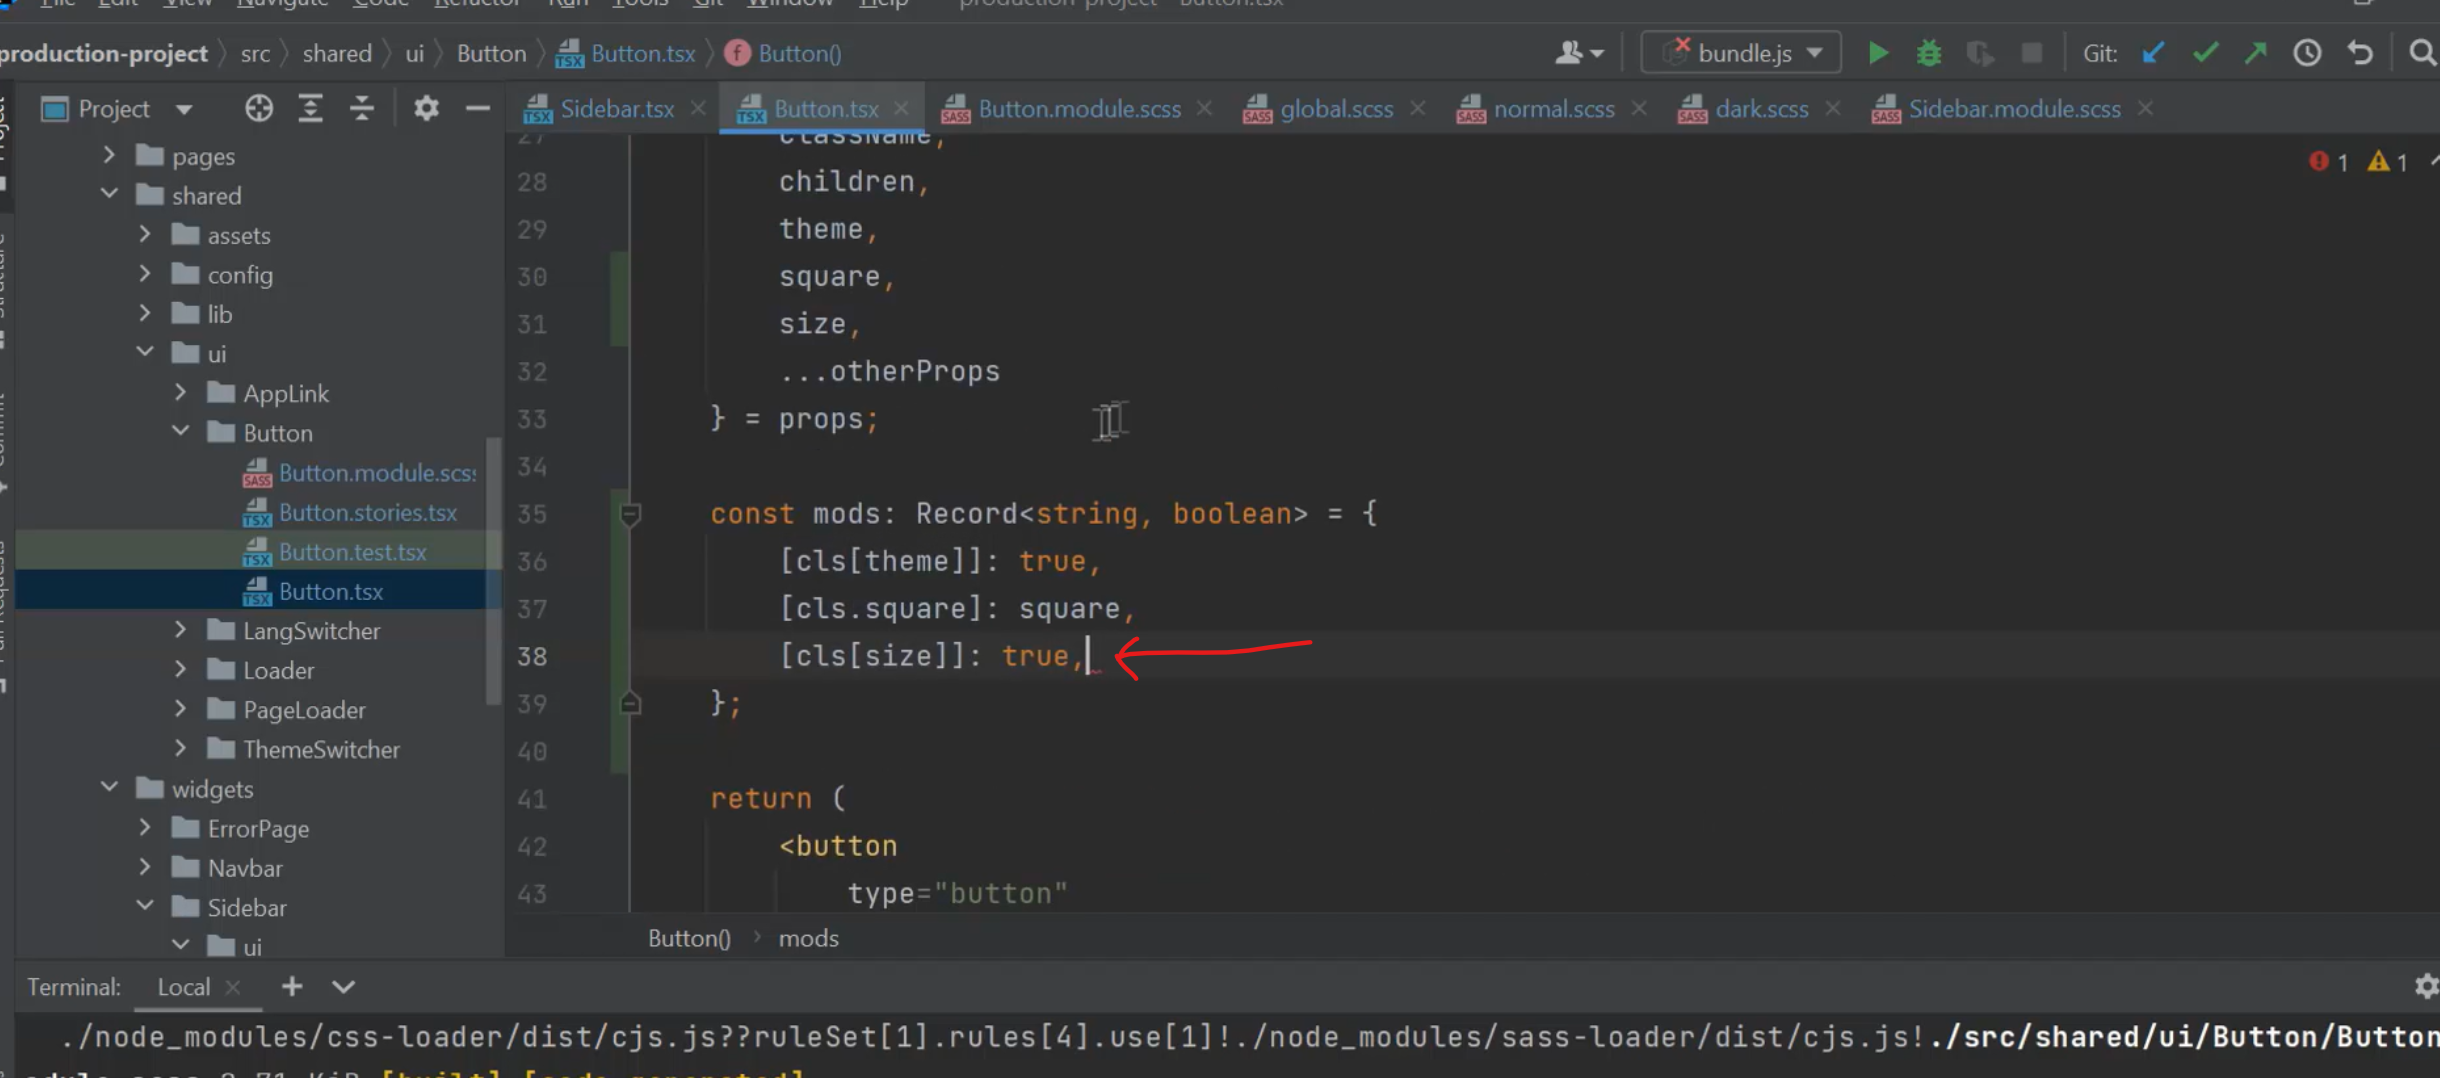 File Edit View Navigate Code Refactor Run Tools Git Window Help production-project - Button.tsx
production-project src shared ui Button Button.tsx Button() bundle.js Git:
Project Sidebar.tsx Button.tsx Button.module.scss global.scss normal.scss dark.scss Sidebar.module.scss
pages
shared
assets
config
lib
ui
AppLink
Button
Button.module.scs
Button.stories.tsx
Button.test.tsx
Button.tsx
LangSwitcher
Loader
PageLoader
ThemeSwitcher
widgets
ErrorPage
Navbar
Sidebar
ui
1 1
27 className,
28 children,
29 theme,
30 square,
31 size,
32 ...otherProps
33 } = props;
34
35 const mods: Record<string, boolean> = {
36 [cls[theme]]: true,
37 [cls.square]: square,
38 [cls[size]]: true,
39 };
40
41 return (
42 <button
43 type="button"
Button() mods
Terminal: Local
./node_modules/css-loader/dist/cjs.js??ruleSet[1].rules[4].use[1]!./node_modules/sass-loader/dist/cjs.js!./src/shared/ui/Button/Button